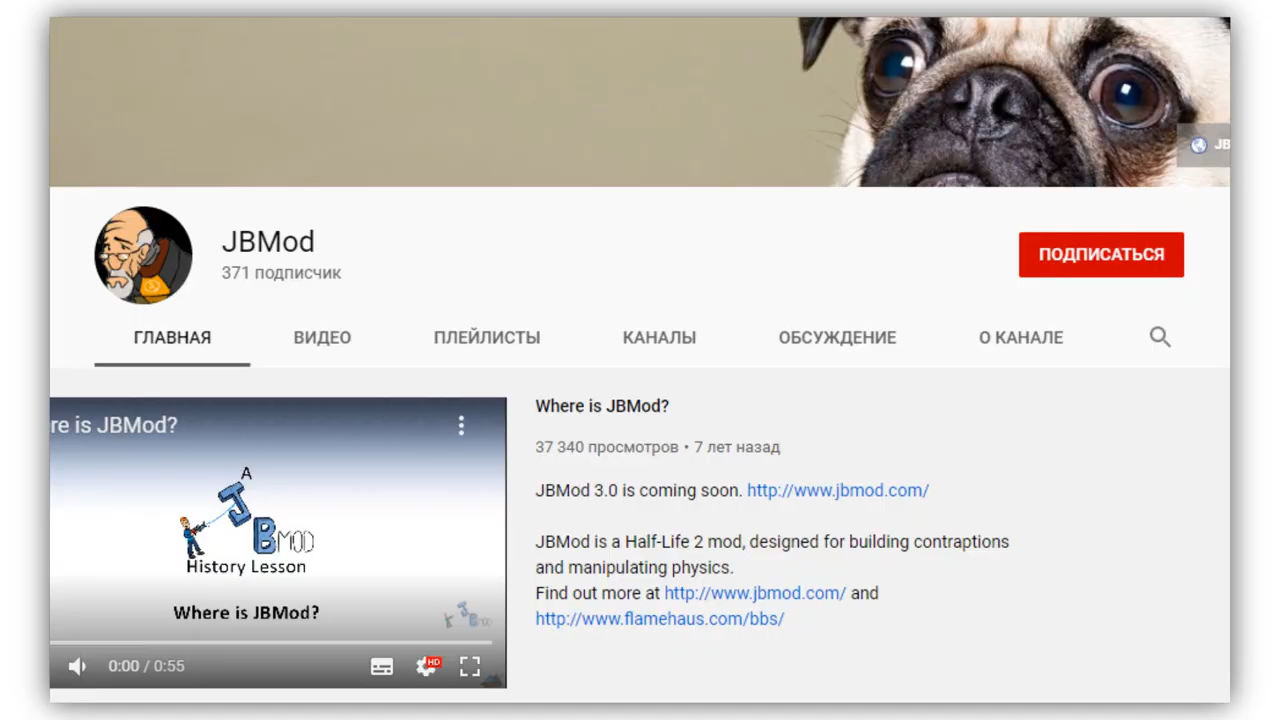 JB
JBMod
371 подписчик
ПОДПИСАТЬСЯ
ГЛАВНАЯ ВИДЕО ПЛЕЙЛИСТЫ КАНАЛЫ ОБСУЖДЕНИЕ О КАНАЛЕ
re is JBMod?
A
JBMOD
History Lesson
Where is JBMod?
0:00 / 0:55
HD
Where is JBMod?
37 340 просмотров • 7 лет назад
JBMod 3.0 is coming soon. http://www.jbmod.com/
JBMod is a Half-Life 2 mod, designed for building contraptions
and manipulating physics.
Find out more at http://www.jbmod.com/ and
http://www.flamehaus.com/bbs/